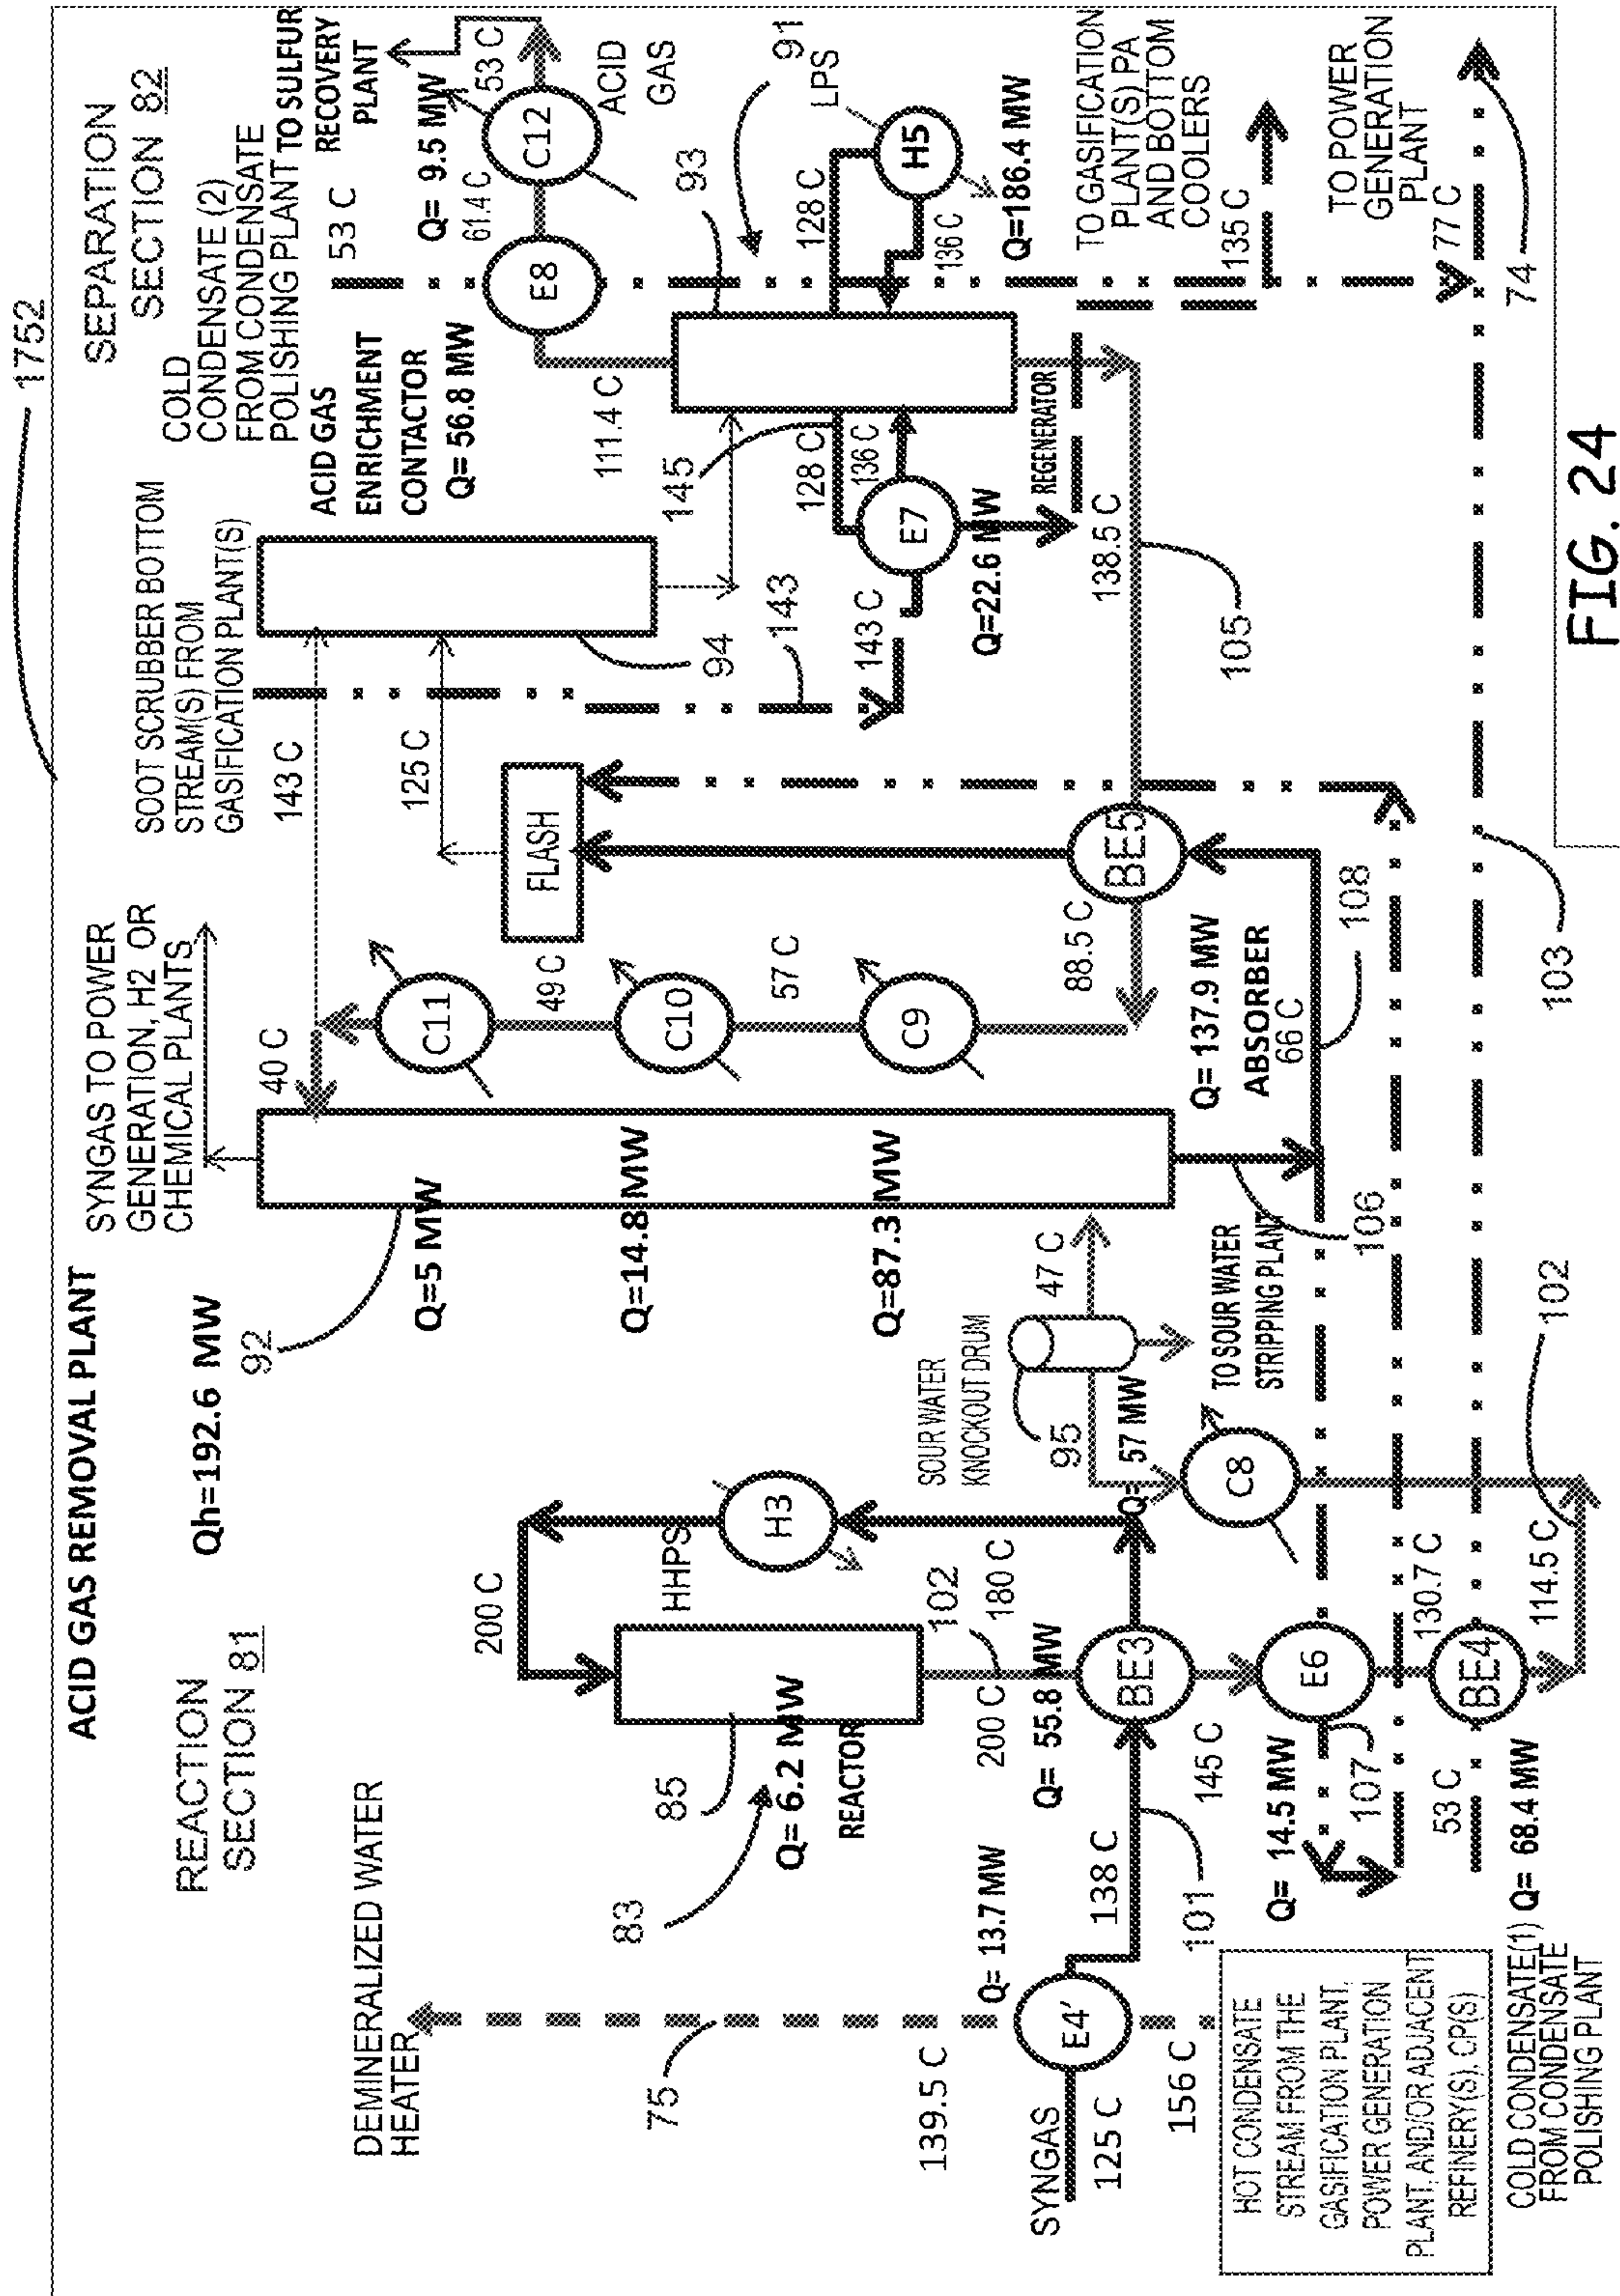 1752
ACID GAS REMOVAL PLANT
REACTION
SECTION 81
Qh=192.6 MW
92
SYNGAS TO POWER
GENERATION, H2 OR
CHEMICAL PLANTS
SOOT SCRUBBER BOTTOM
STREAM(S) FROM
GASIFICATION PLANT(S)
SEPARATION
SECTION 82
COLD
CONDENSATE (2)
FROM CONDENSATE
POLISHING PLANT
TO SULFUR
RECOVERY
PLANT
53 C
ACID GAS
ENRICHMENT
CONTACTOR
Q= 56.8 MW
Q= 9.5 MW
61.4 C
53 C
E8
C12
ACID
GAS
91
LPS
DEMINERALIZED WATER
HEATER
75
139.5 C
E4'
SYNGAS
125 C
156 C
Q= 13.7 MW
138 C
101
83
85
Q= 6.2 MW
REACTOR
200 C
HHPS
H3
102
180 C
200 C
Q= 55.8 MW
BE3
145 C
Q= 14.5 MW
E6
107
130.7 C
53 C
BE4
Q= 68.4 MW
114.5 C
102
HOT CONDENSATE
STREAM FROM THE
GASIFICATION PLANT,
POWER GENERATION
PLANT, AND/OR ADJACENT
REFINERY(S), CP(S)
COLD CONDENSATE(1)
FROM CONDENSATE
POLISHING PLANT
SOUR WATER
KNOCKOUT DRUM
95
Q= 57 MW
C8
47 C
TO SOUR WATER
STRIPPING PLANT
106
Q=5 MW
Q=14.8 MW
Q=87.3 MW
40 C
C11
49 C
C10
57 C
C9
88.5 C
Q= 137.9 MW
ABSORBER
66 C
108
BE5
FLASH
143 C
125 C
94
143
143 C
E7
Q=22.6 MW
128 C
136 C
145
111.4 C
93
REGENERATOR
138.5 C
105
128 C
136 C
H5
Q=186.4 MW
TO GASIFICATION
PLANT(S) PA
AND BOTTOM
COOLERS
135 C
TO POWER
GENERATION
PLANT
77 C
74
103
FIG. 24